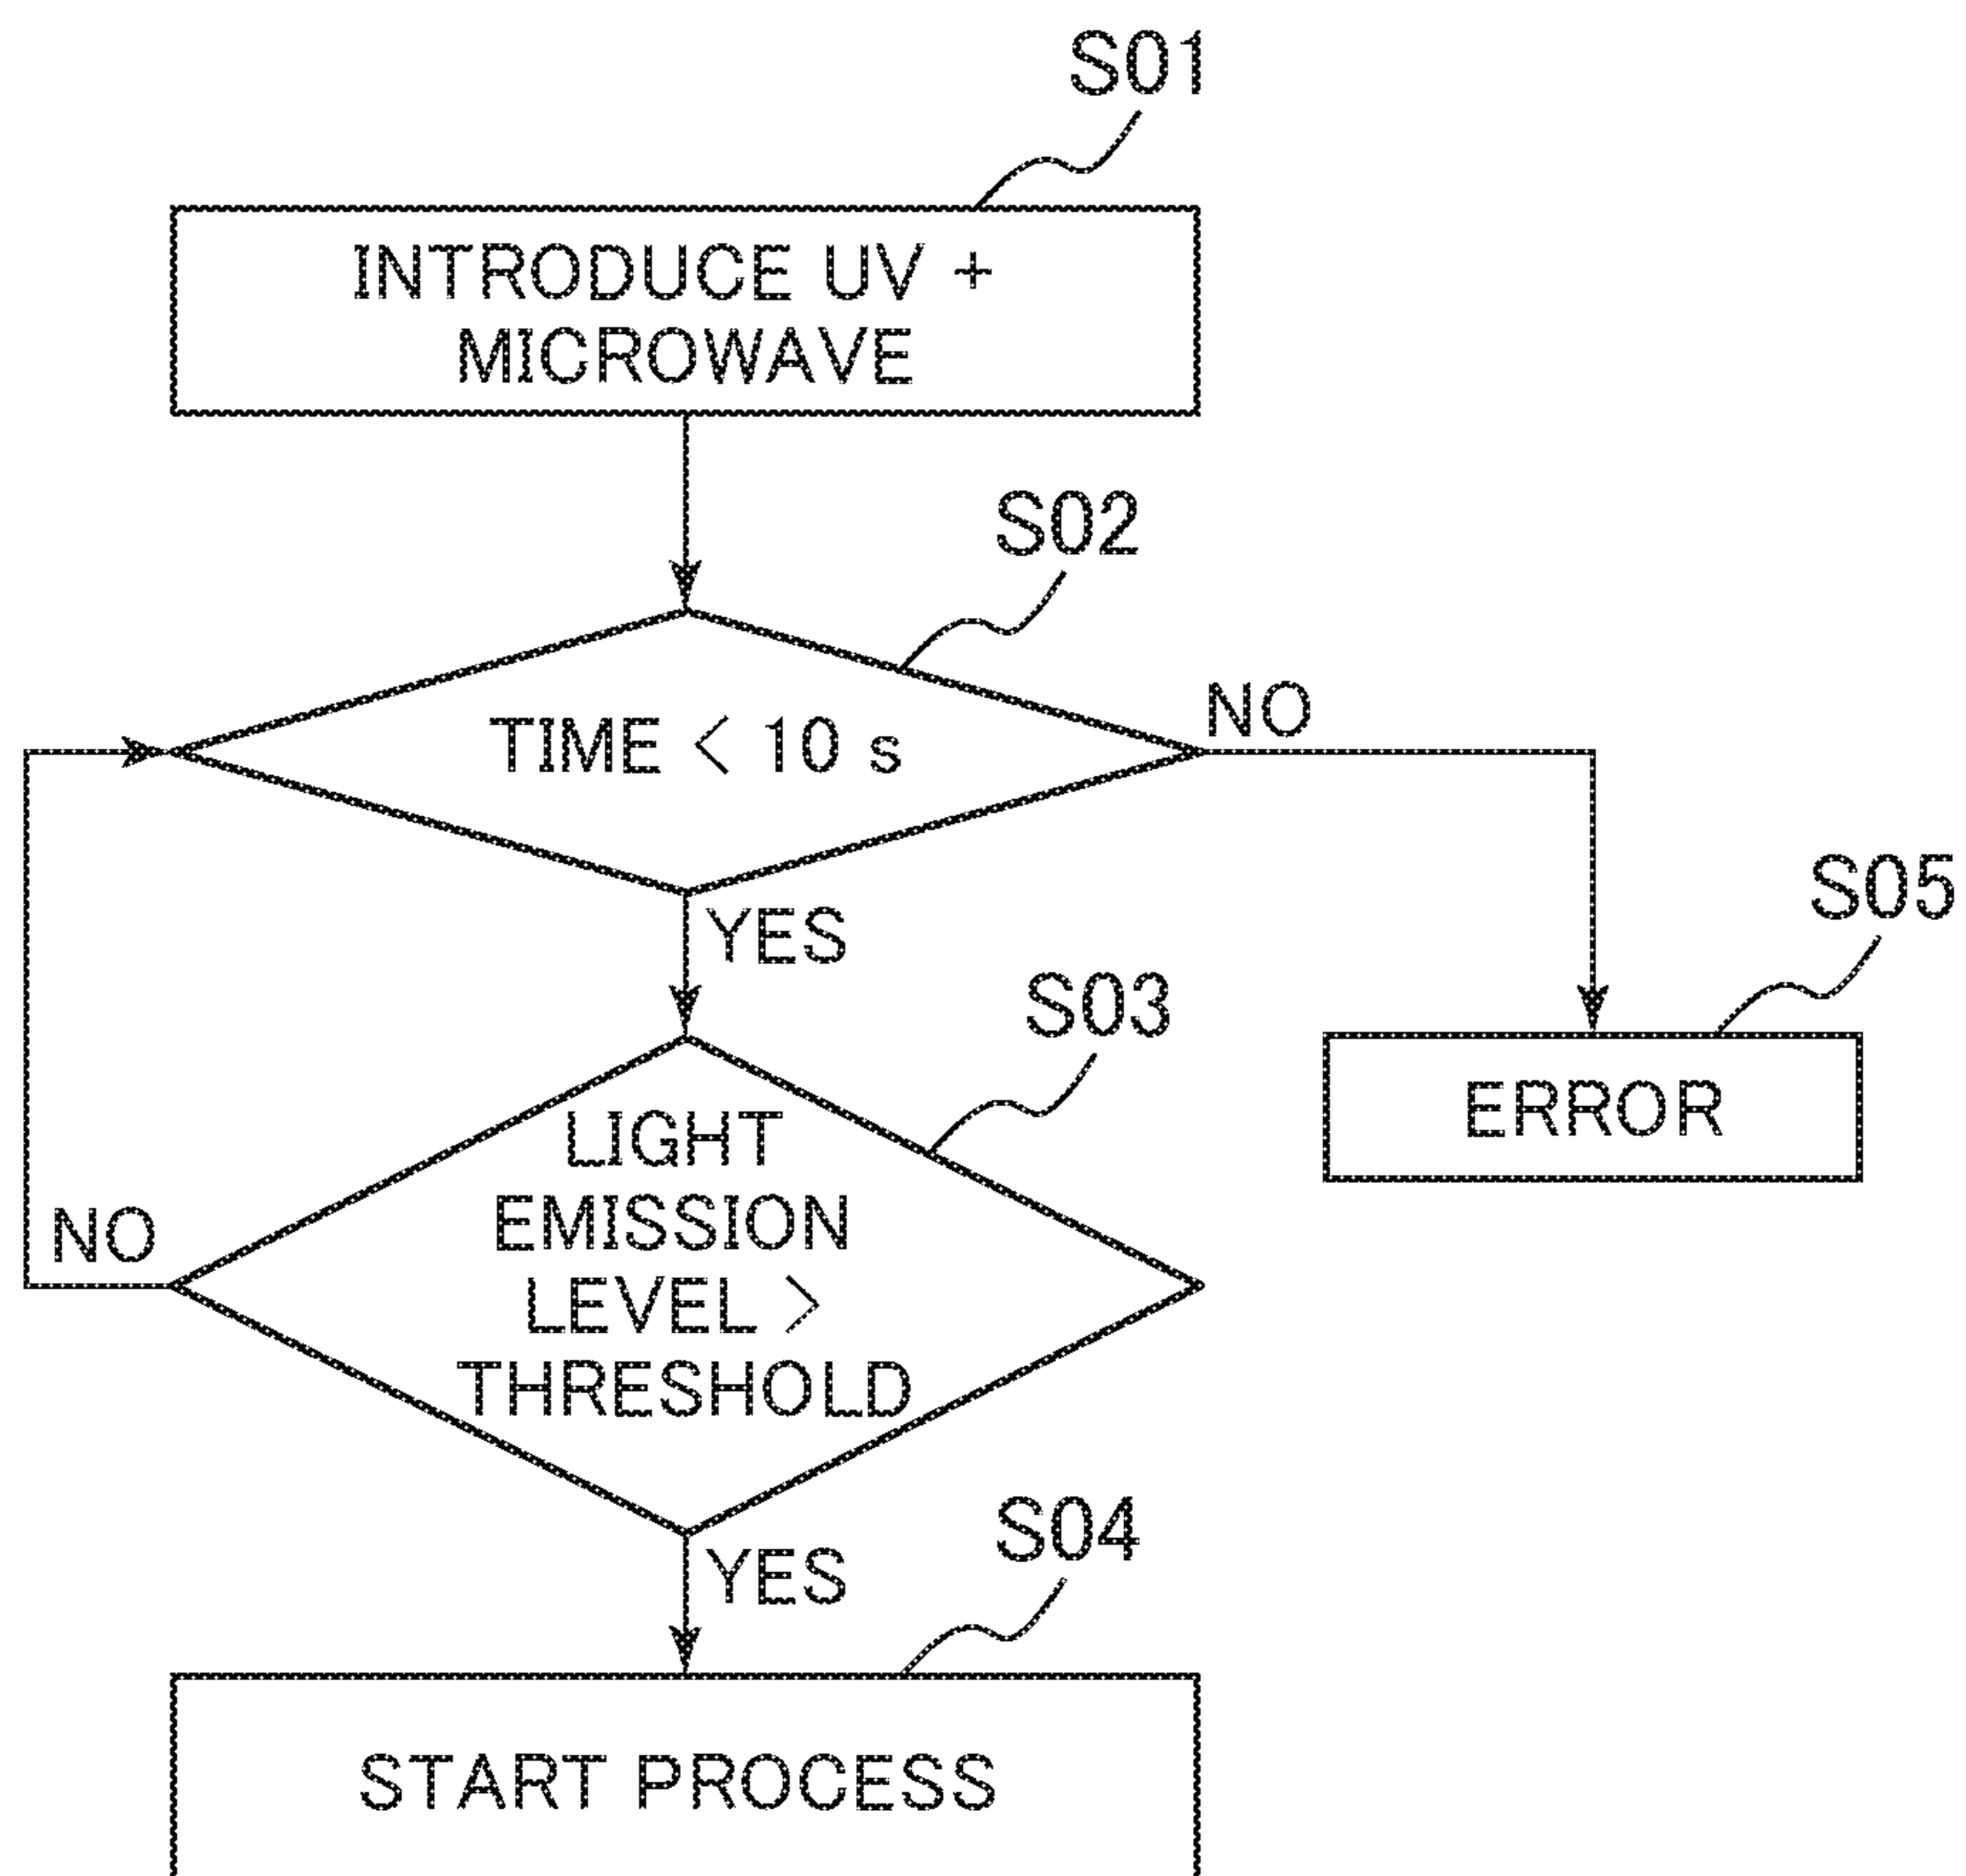 S01
INTRODUCE UV +
MICROWAVE
S02
TIME < 10 s
NO
YES
S05
S03
ERROR
LIGHT
EMISSION
LEVEL >
THRESHOLD
NO
S04
YES
START PROCESS